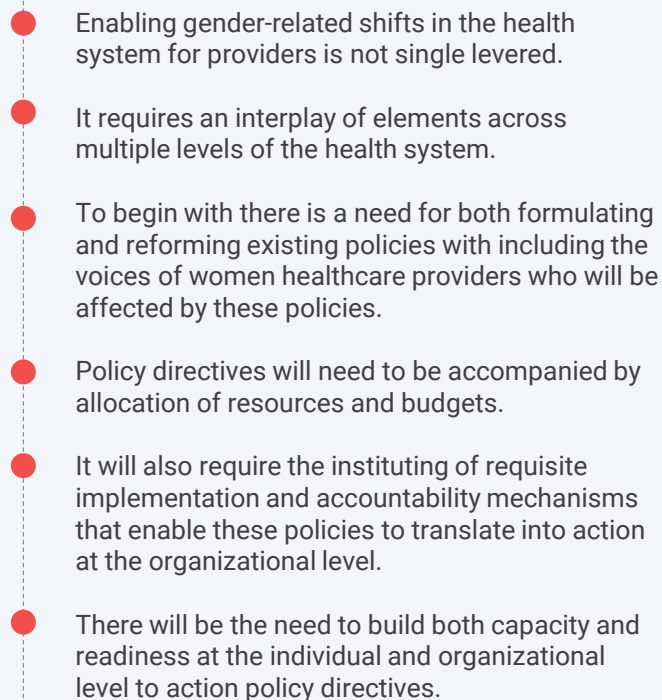 Enabling gender-related shifts in the health
system for providers is not single levered.
It requires an interplay of elements across
multiple levels of the health system.
To begin with there is a need for both formulating
and reforming existing policies with including the
voices of women healthcare providers who will be
affected by these policies.
Policy directives will need to be accompanied by
allocation of resources and budgets.
It will also require the instituting of requisite
implementation and accountability mechanisms
that enable these policies to translate into action
at the organizational level.
There will be the need to build both capacity and
readiness at the individual and organizational
level to action policy directives.